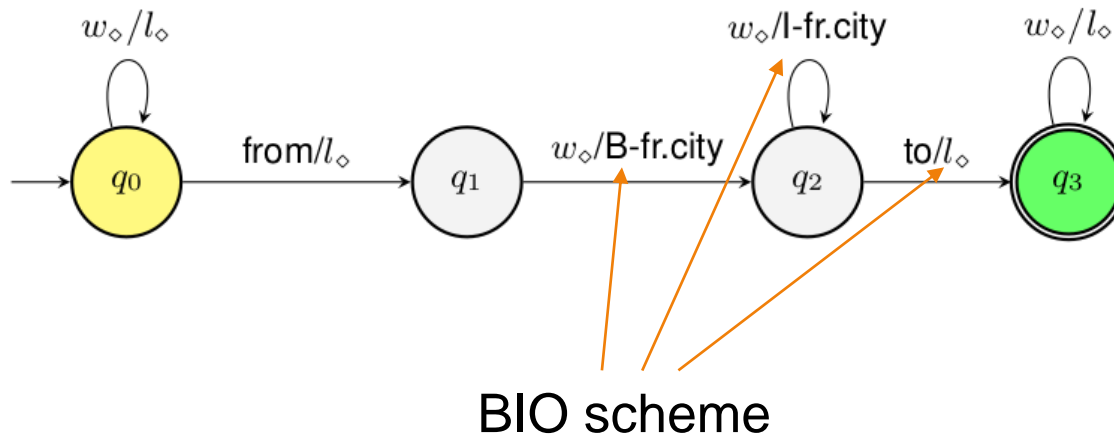 w⋄/l⋄ w⋄/I-fr.city w⋄/l⋄
from/l⋄ w⋄/B-fr.city to/l⋄
q0 q1 q2 q3
BIO scheme